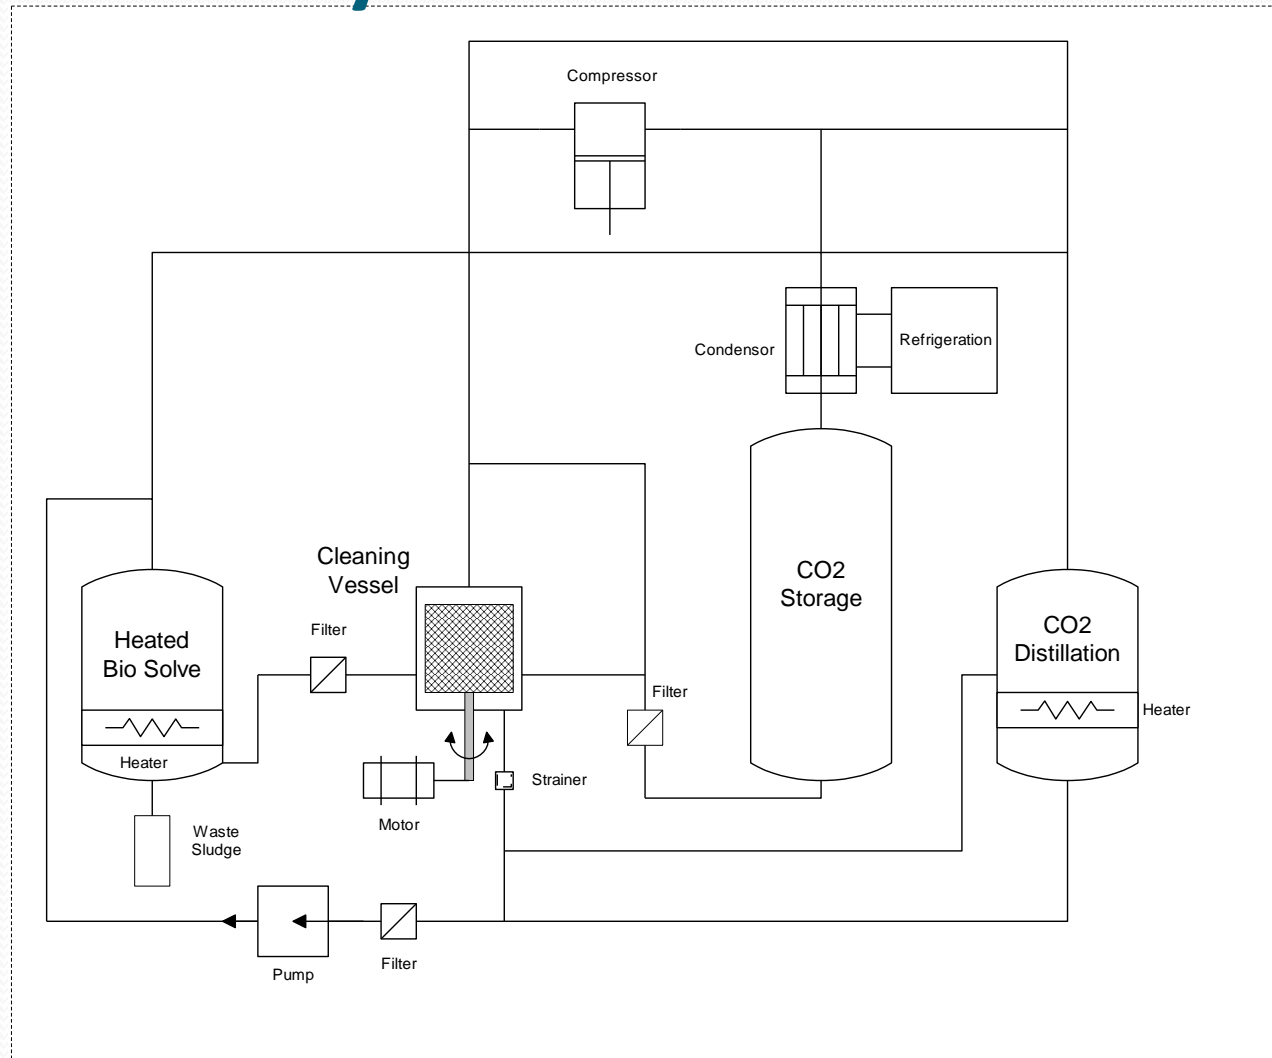 Compressor
Condensor
Refrigeration
Cleaning
Vessel
CO2
Storage
CO2
Distillation
Heated
Bio Solve
Filter
Filter
Heater
Heater
Strainer
Motor
Waste
Sludge
Pump
Filter